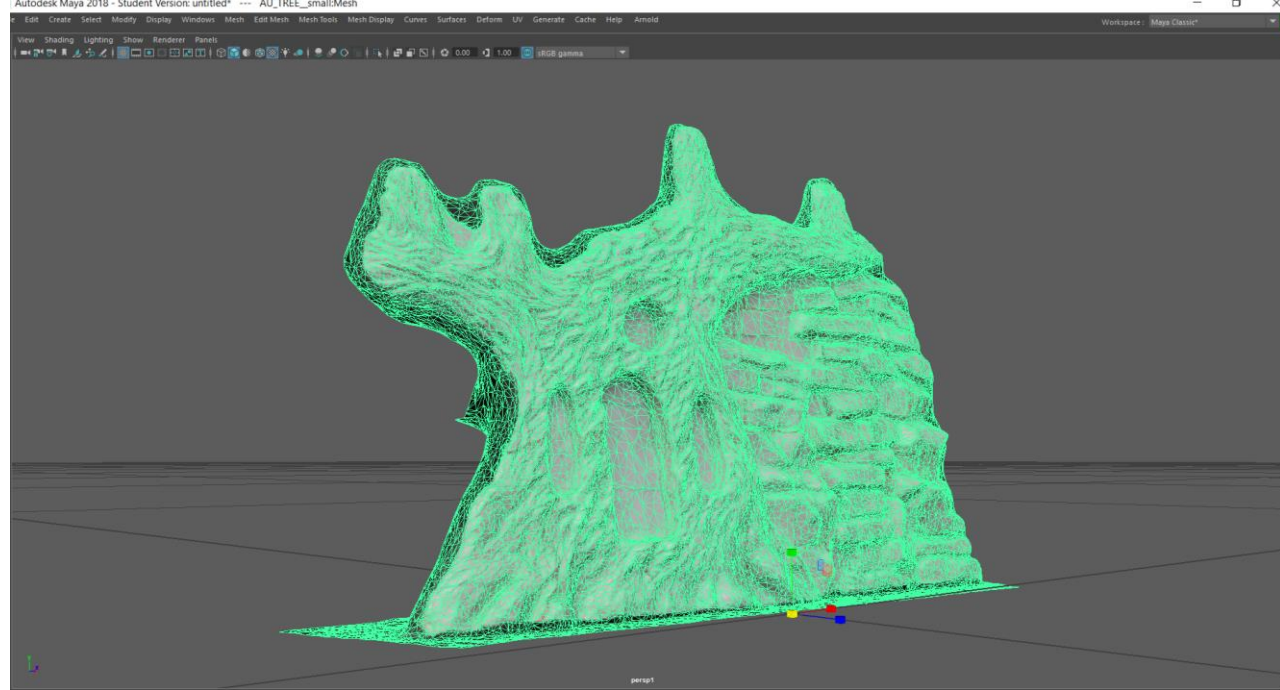 Autodesk Maya 2018 - Student Version: untitled* --- AU_TREE__small:Mesh
e Edit Create Select Modify Display Windows Mesh Edit Mesh Mesh Tools Mesh Display Curves Surfaces Deform UV Generate Cache Help Arnold Workspace: Maya Classic*
View Shading Lighting Show Renderer Panels
0.00 1.00 sRGB gamma
persp1